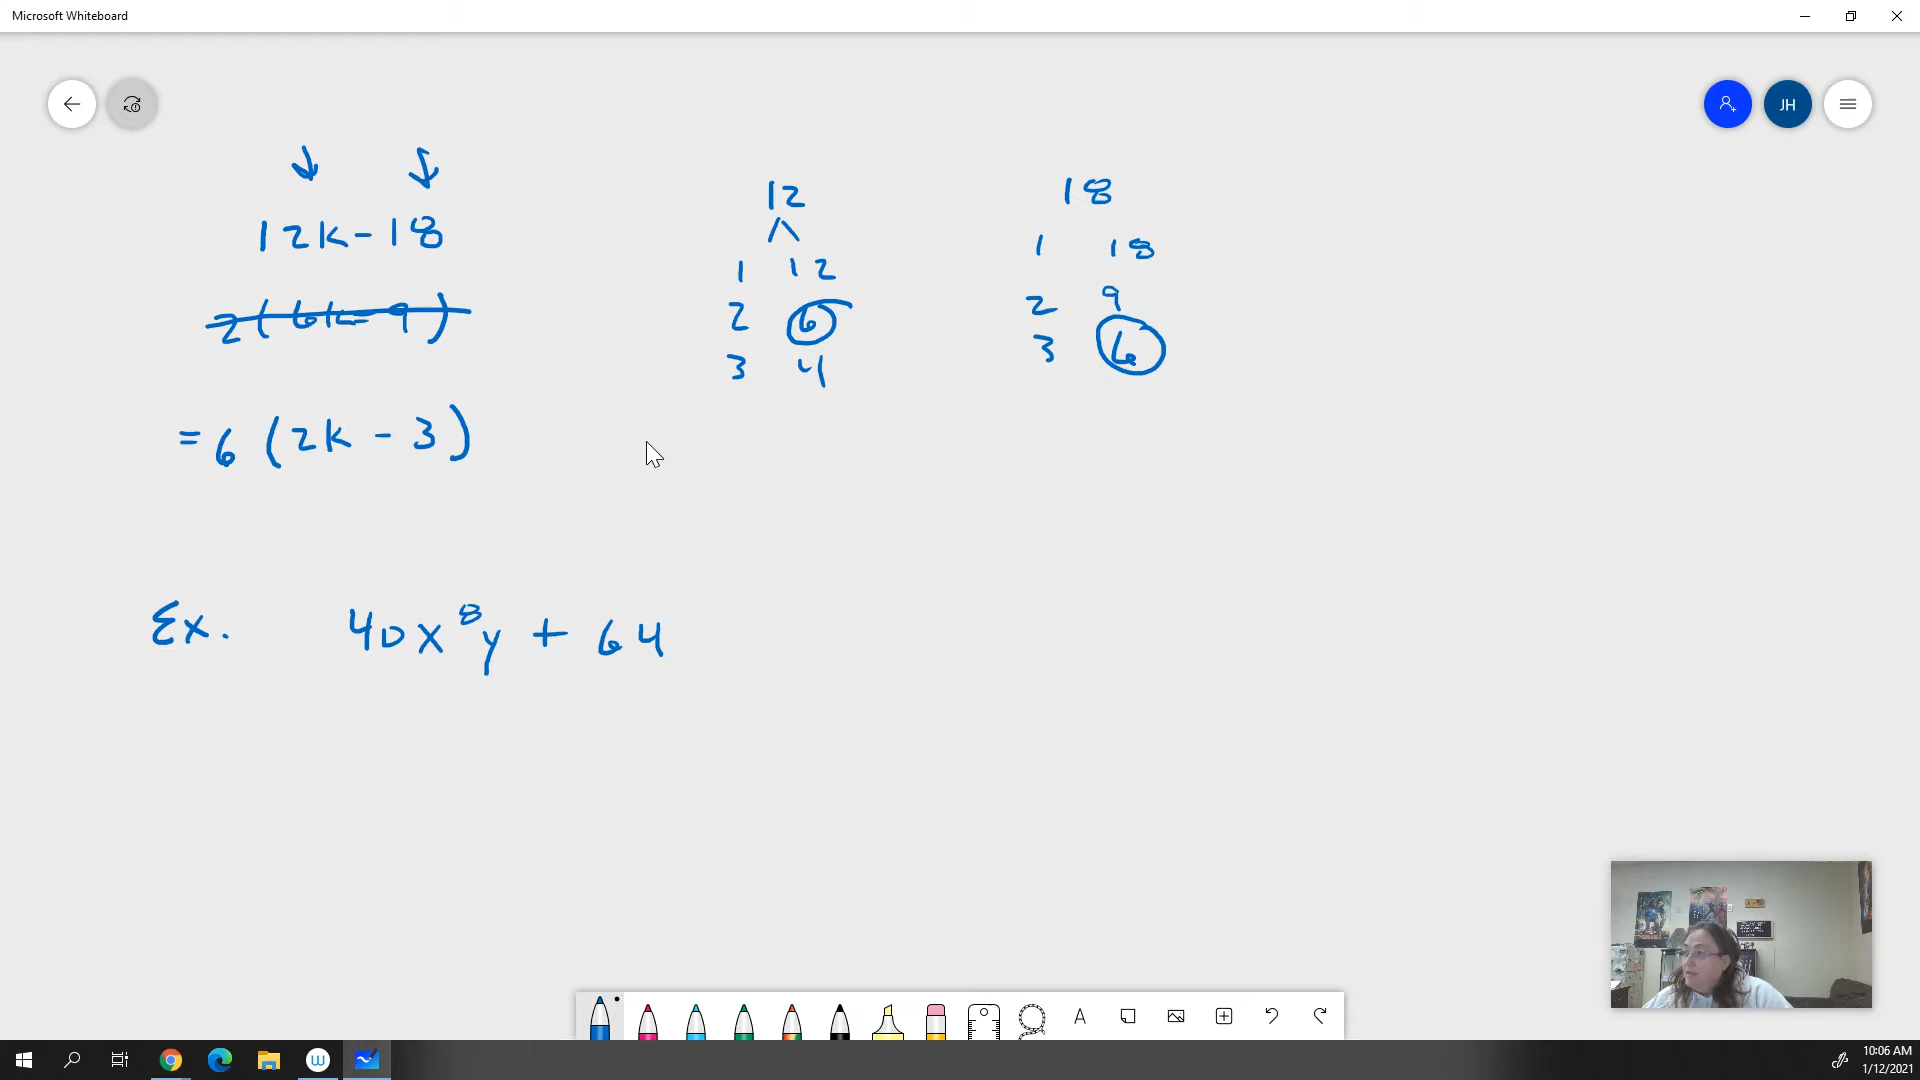 Microsoft Whiteboard
JH
12k-18
2(6k-9)
= 6 (2k - 3)
12
1 12
2 6
3 4
18
1 18
2 9
3 6
Ex. 40x⁸y + 64
A
10:06 AM
1/12/2021